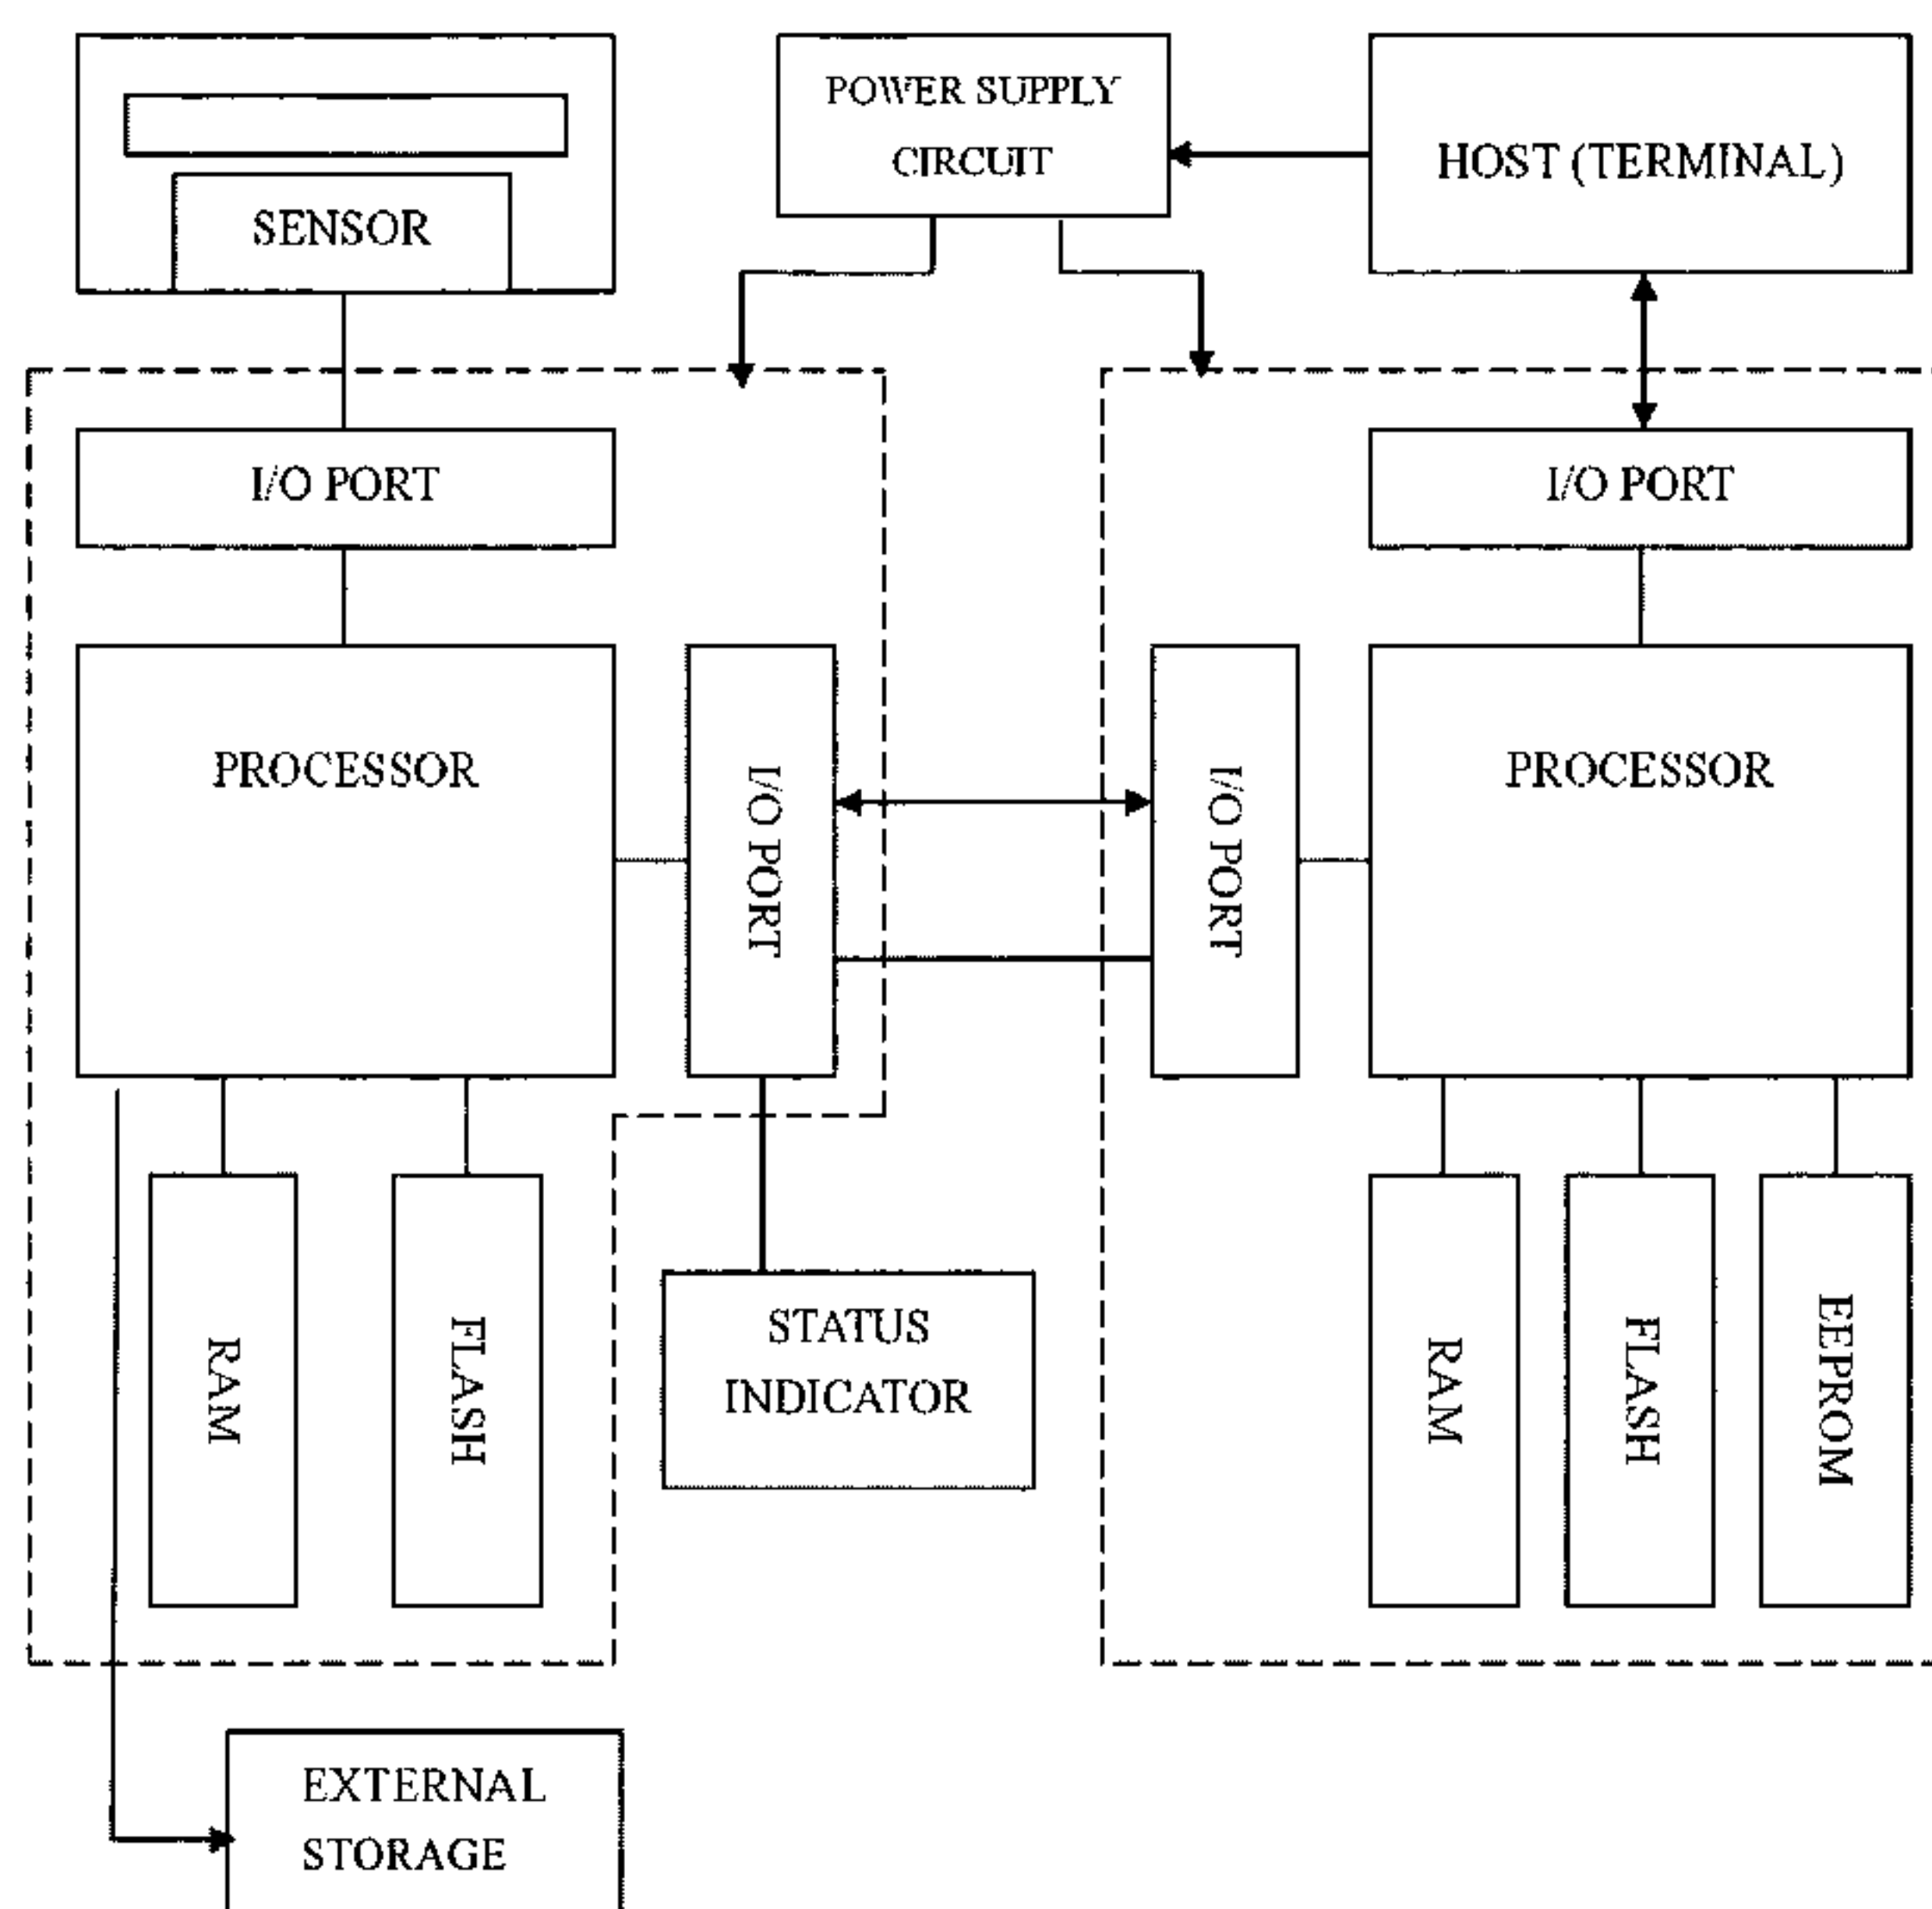 POWER SUPPLY
CIRCUIT
HOST (TERMINAL)
SENSOR
I/O PORT
I/O PORT
PROCESSOR
I/O PORT
I/O PORT
PROCESSOR
RAM
FLASH
STATUS
INDICATOR
RAM
FLASH
EEPROM
EXTERNAL
STORAGE